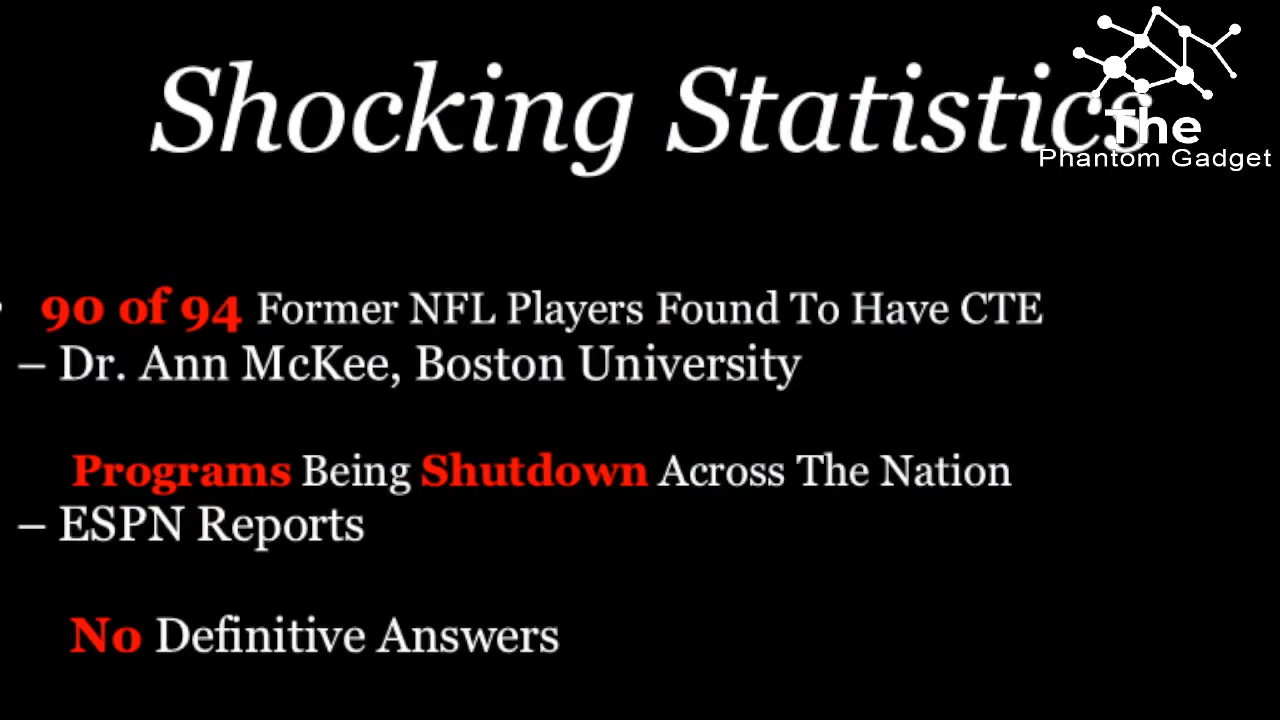 Shocking Statistics
The
Phantom Gadget
• 90 of 94 Former NFL Players Found To Have CTE
– Dr. Ann McKee, Boston University
Programs Being Shutdown Across The Nation
– ESPN Reports
No Definitive Answers